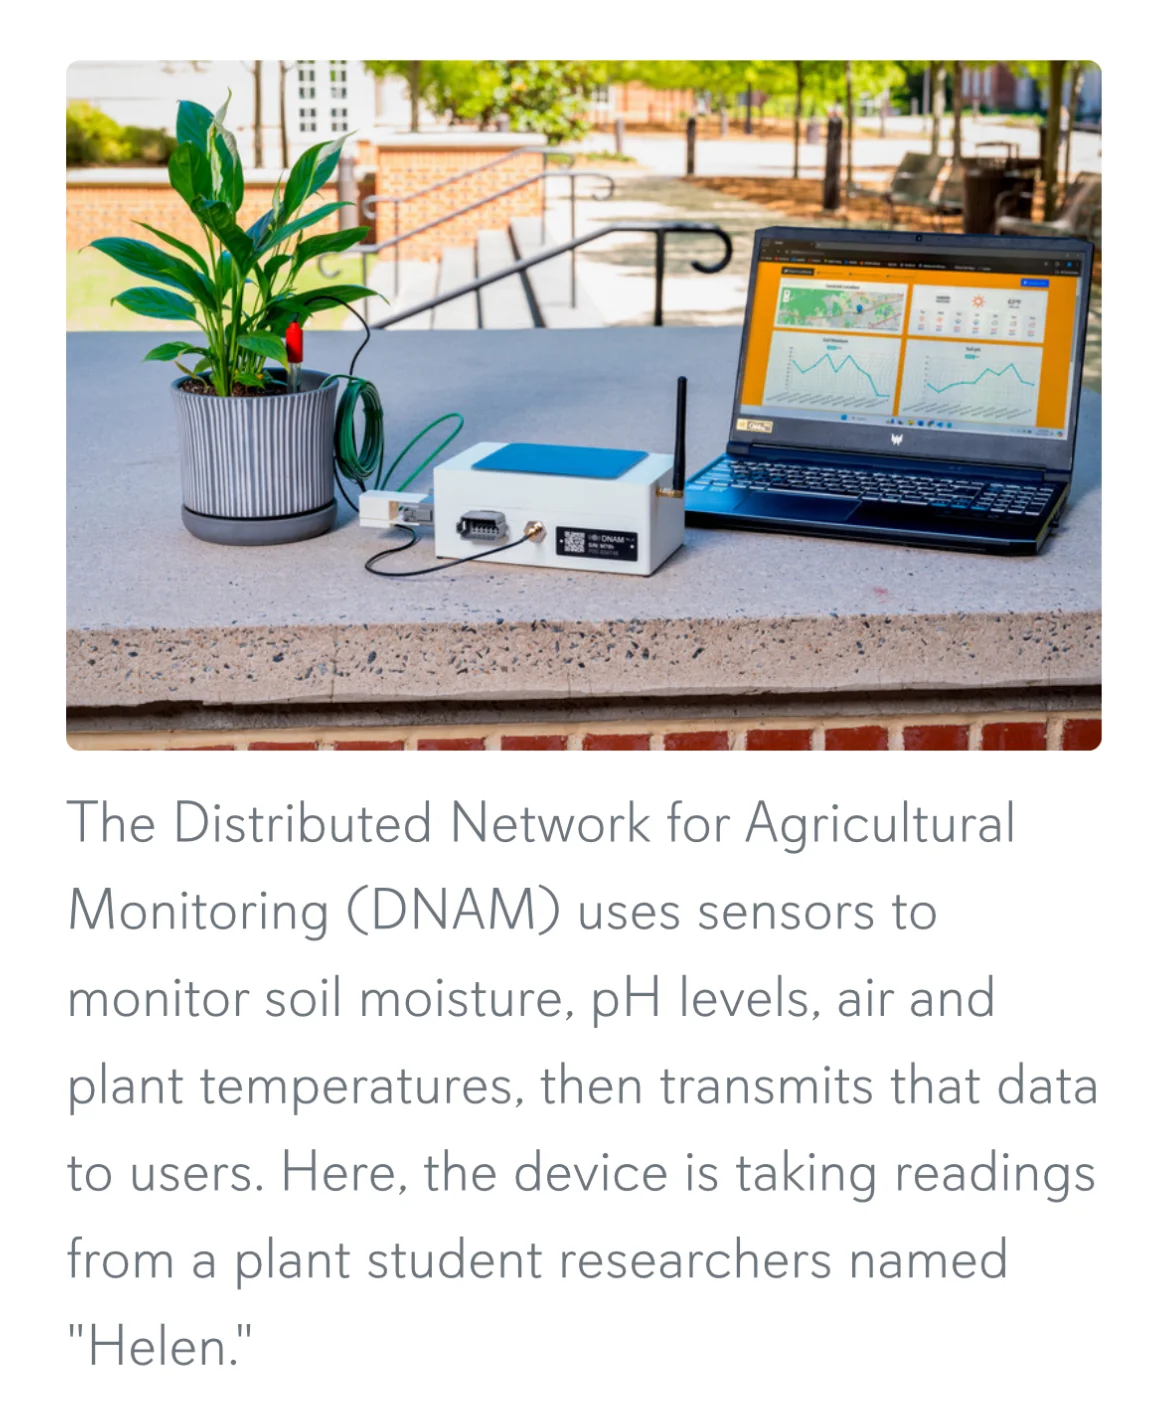 DNAM
The Distributed Network for Agricultural
Monitoring (DNAM) uses sensors to
monitor soil moisture, pH levels, air and
plant temperatures, then transmits that data
to users. Here, the device is taking readings
from a plant student researchers named
"Helen."